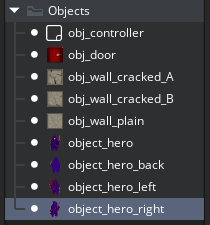 Objects
obj_controller
obj_door
obj_wall_cracked_A
obj_wall_cracked_B
obj_wall_plain
object_hero
object_hero_back
object_hero_left
object_hero_right